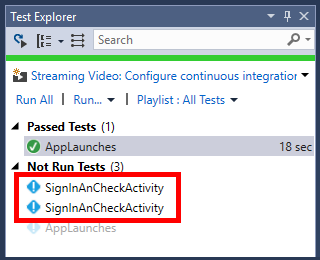 Test Explorer
Search
Streaming Video: Configure continuous integration
Run All | Run... | Playlist : All Tests
Passed Tests (1)
AppLaunches 18 sec
Not Run Tests (3)
SignInAnCheckActivity
SignInAnCheckActivity
AppLaunches